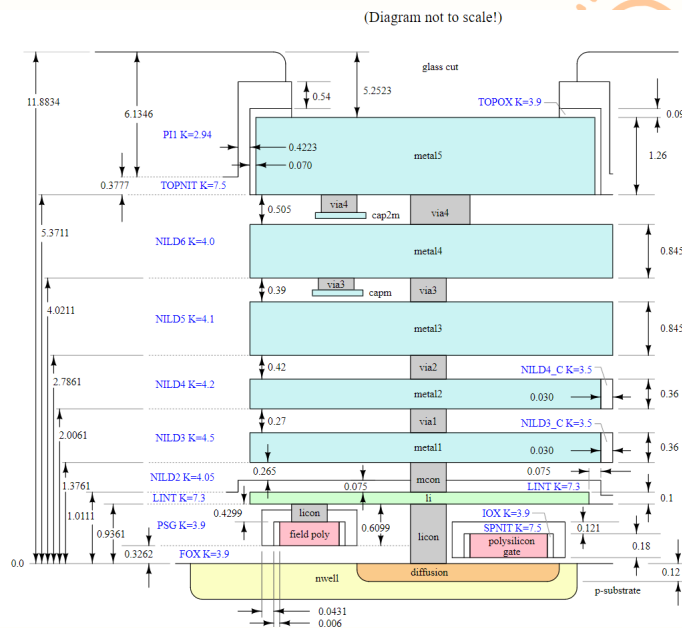 (Diagram not to scale!)
glass cut
11.8834
6.1346
0.54
5.2523
TOPOX K=3.9
0.09
PI1 K=2.94
0.4223
metal5
1.26
0.070
0.3777
TOPNIT K=7.5
via4
0.505
cap2m
via4
5.3711
NILD6 K=4.0
metal4
0.845
via3
0.39
capm
via3
4.0211
NILD5 K=4.1
metal3
0.845
0.42
via2
NILD4_C K=3.5
2.7861
NILD4 K=4.2
metal2
0.030
0.36
0.27
via1
NILD3_C K=3.5
2.0061
NILD3 K=4.5
metal1
0.030
0.36
0.265
0.075
1.3761
NILD2 K=4.05
0.075
mcon
LINT K=7.3
LINT K=7.3
li
0.1
1.0111
0.4299
licon
IOX K=3.9
0.9361
PSG K=3.9
field poly
0.6099
licon
SPNIT K=7.5
0.121
polysilicon
gate
0.18
0.3262
FOX K=3.9
0.0
nwell
diffusion
0.12
p-substrate
0.0431
0.006